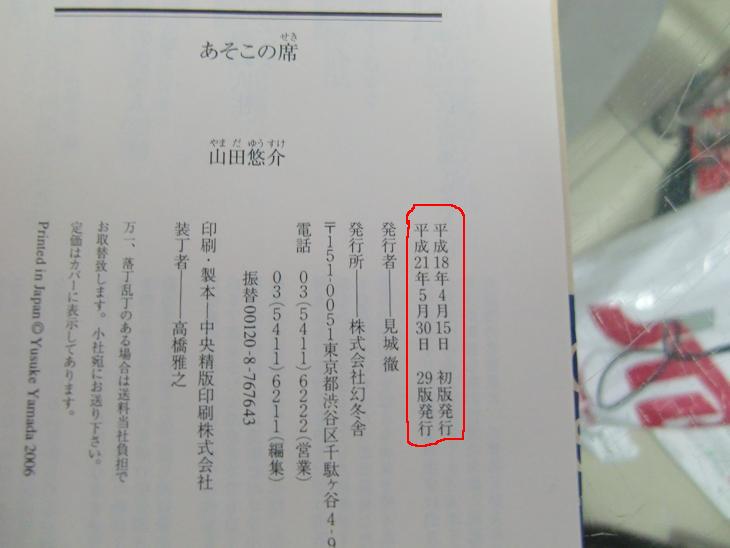 あそこの席
せき
山田悠介
やまだゆうすけ
平成18年4月15日 初版発行
平成21年5月30日 29版発行
発行者――見城 徹
発行所――株式会社幻冬舎
〒151-0051東京都渋谷区千駄ヶ谷4-9
電話 03(5411)6222(営業)
03(5411)6211(編集)
振替00120-8-767643
印刷・製本――中央精版印刷株式会社
装丁者――高橋雅之
万一、落丁乱丁のある場合は送料当社負担で
お取替致します。小社宛にお送り下さい。
定価はカバーに表示してあります。
Printed in Japan © Yusuke Yamada 2006